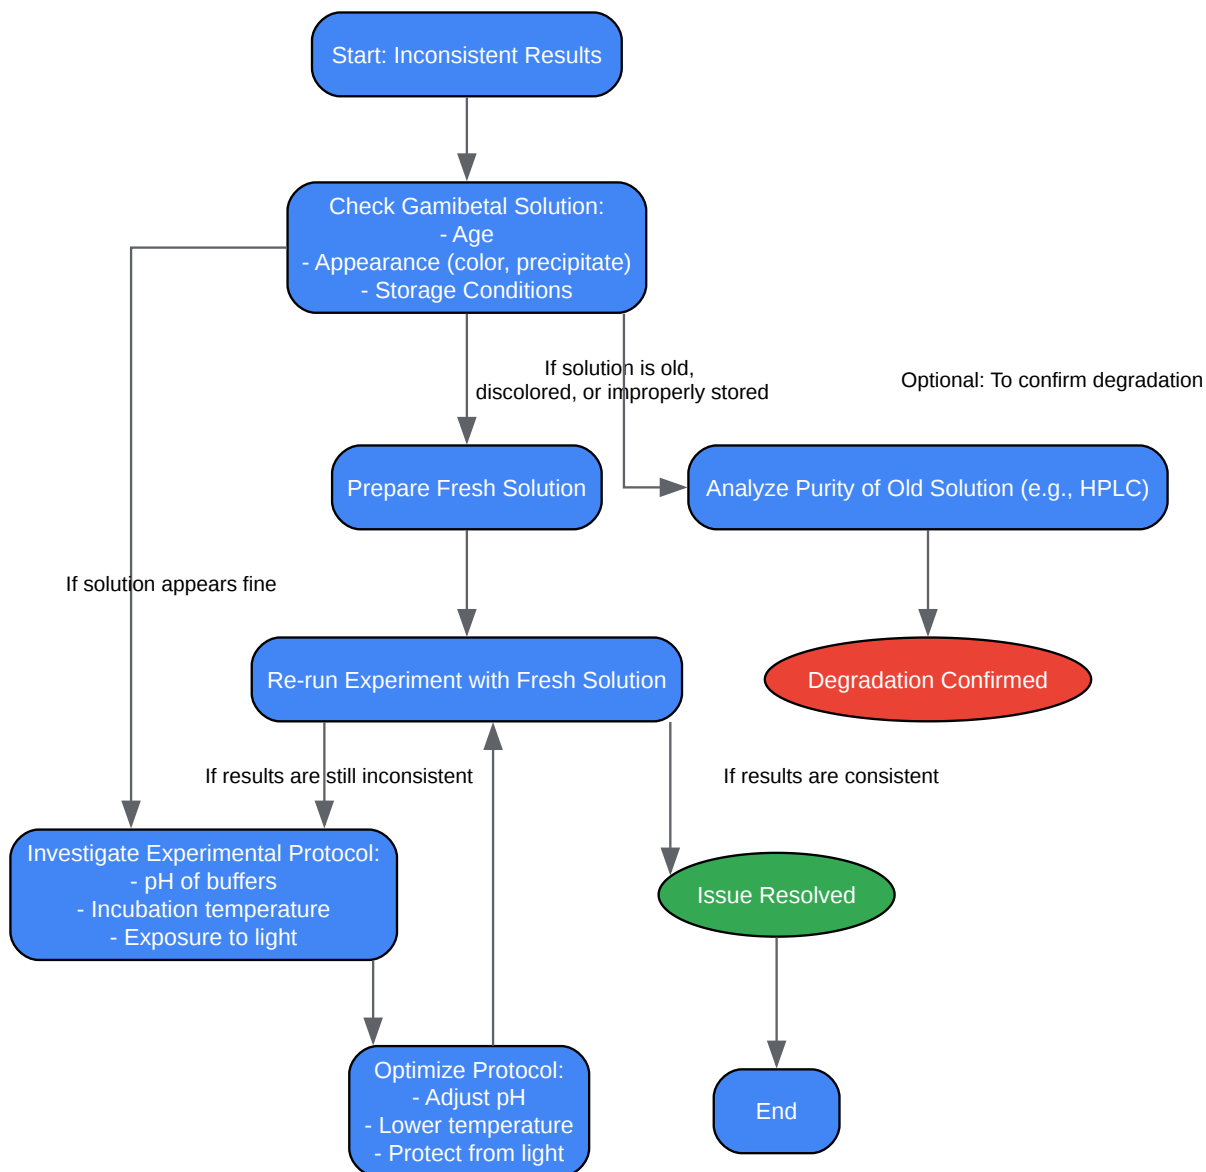 Start: Inconsistent Results
Check Gamibetal Solution:
- Age
- Appearance (color, precipitate)
- Storage Conditions
If solution is old,
discolored, or improperly stored
Optional: To confirm degradation
Prepare Fresh Solution
Analyze Purity of Old Solution (e.g., HPLC)
If solution appears fine
Re-run Experiment with Fresh Solution
Degradation Confirmed
If results are still inconsistent
If results are consistent
Investigate Experimental Protocol:
- pH of buffers
- Incubation temperature
- Exposure to light
Issue Resolved
Optimize Protocol:
- Adjust pH
- Lower temperature
- Protect from light
End